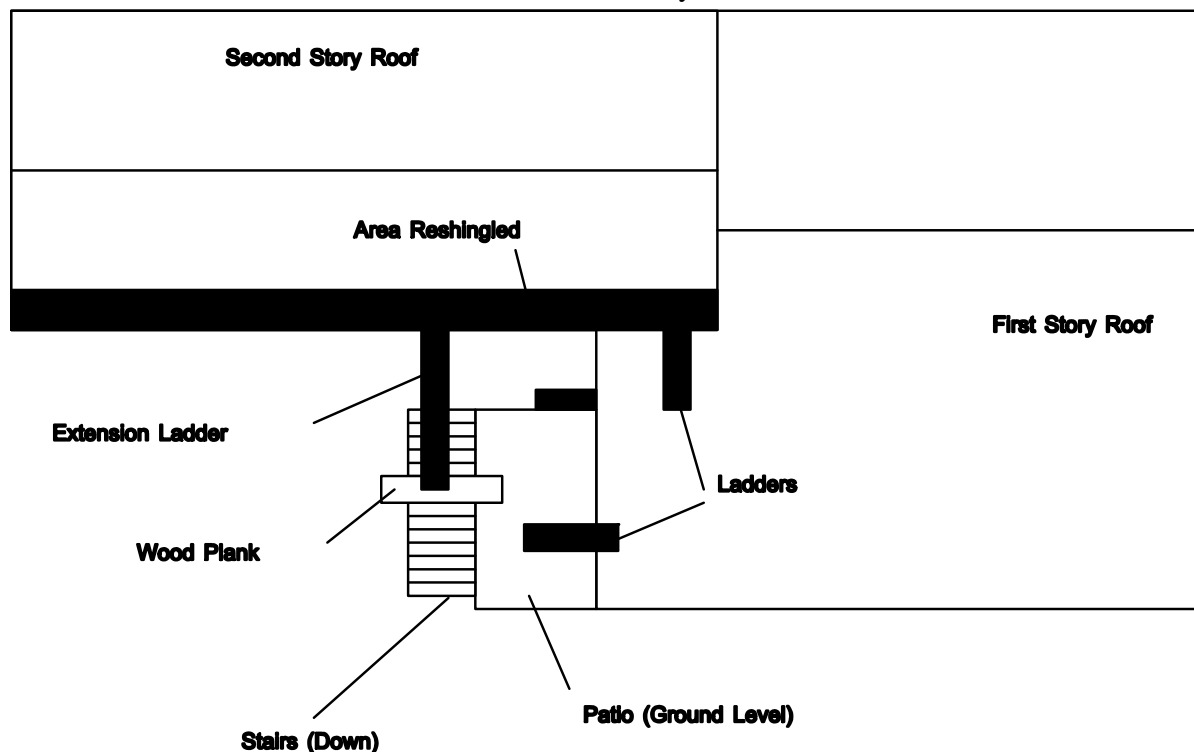 Second Story Roof
Area Reshingled
First Story Roof
Extension Ladder
Ladders
Wood Plank
Patio (Ground Level)
Stairs (Down)